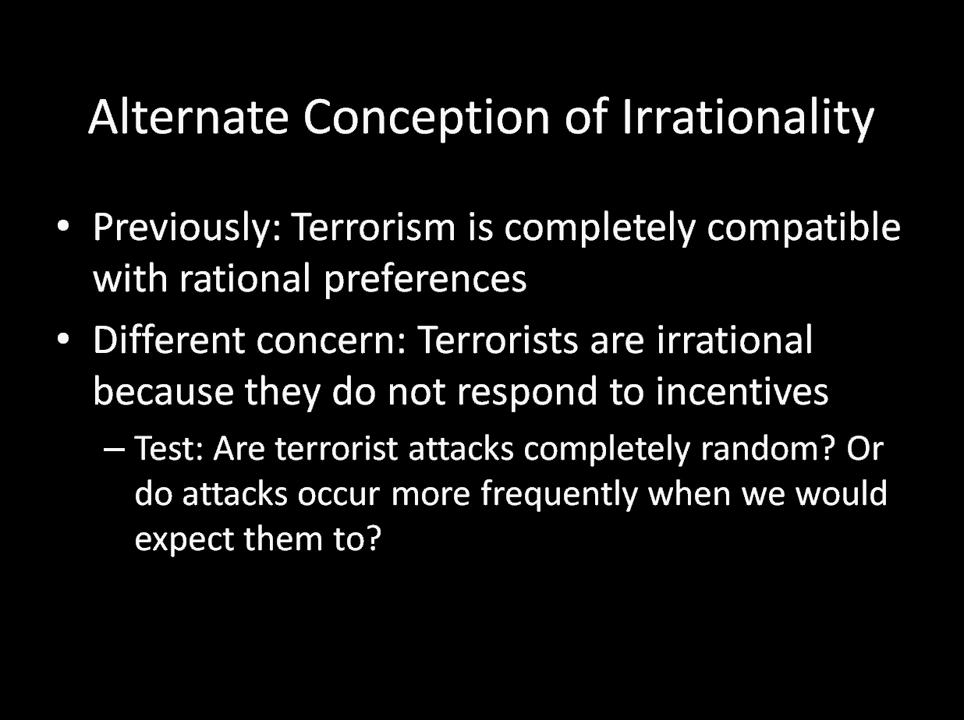 Alternate Conception of Irrationality
• Previously: Terrorism is completely compatible
with rational preferences
• Different concern: Terrorists are irrational
because they do not respond to incentives
– Test: Are terrorist attacks completely random? Or
do attacks occur more frequently when we would
expect them to?